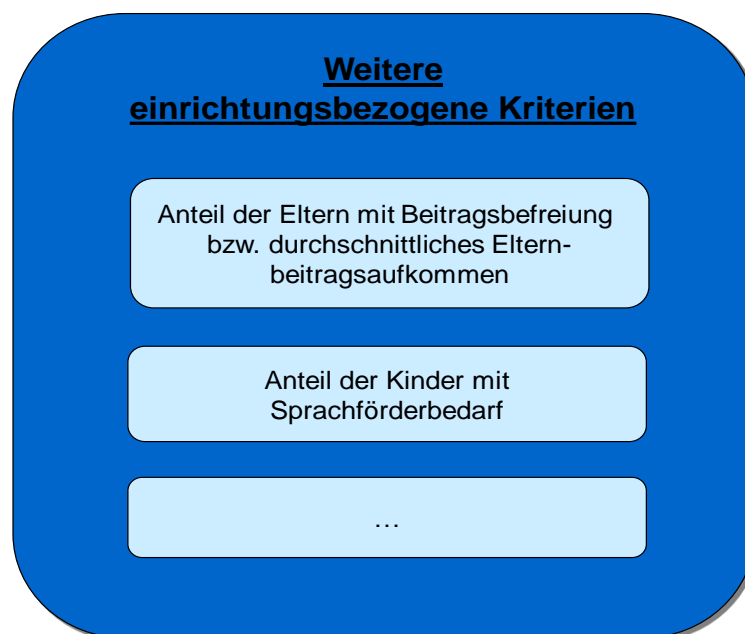 Weitere
einrichtungsbezogene Kriterien
Anteil der Eltern mit Beitragsbefreiung
bzw. durchschnittliches Eltern-
beitragsaufkommen
Anteil der Kinder mit
Sprachförderbedarf
…